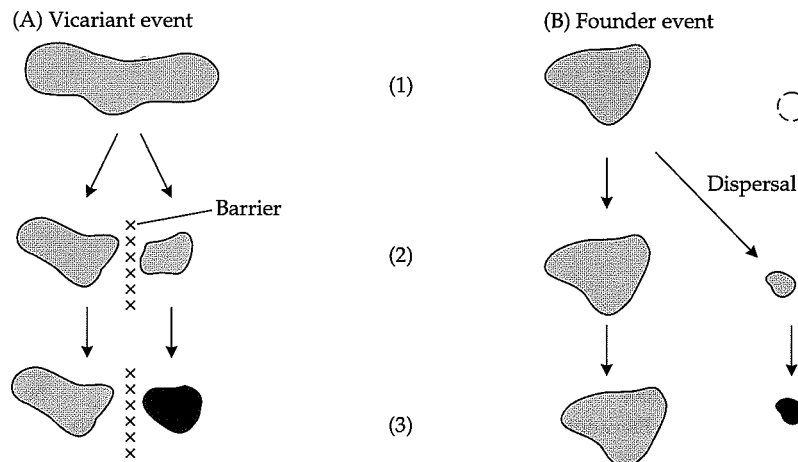 (A) Vicariant event
(B) Founder event
(1)
Dispersal
Barrier
(2)
(3)